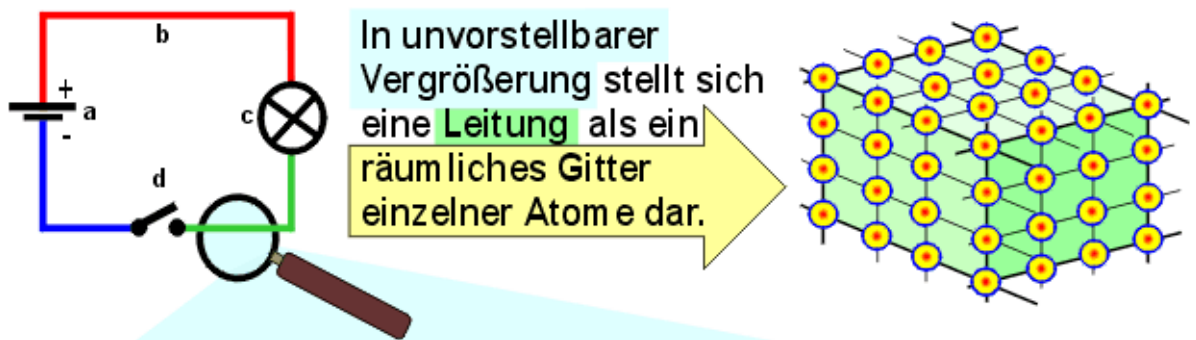 b
+
a
-
c
d
In unvorstellbarer
Vergrößerung stellt sich
eine Leitung als ein
räumliches Gitter
einzelner Atome dar.